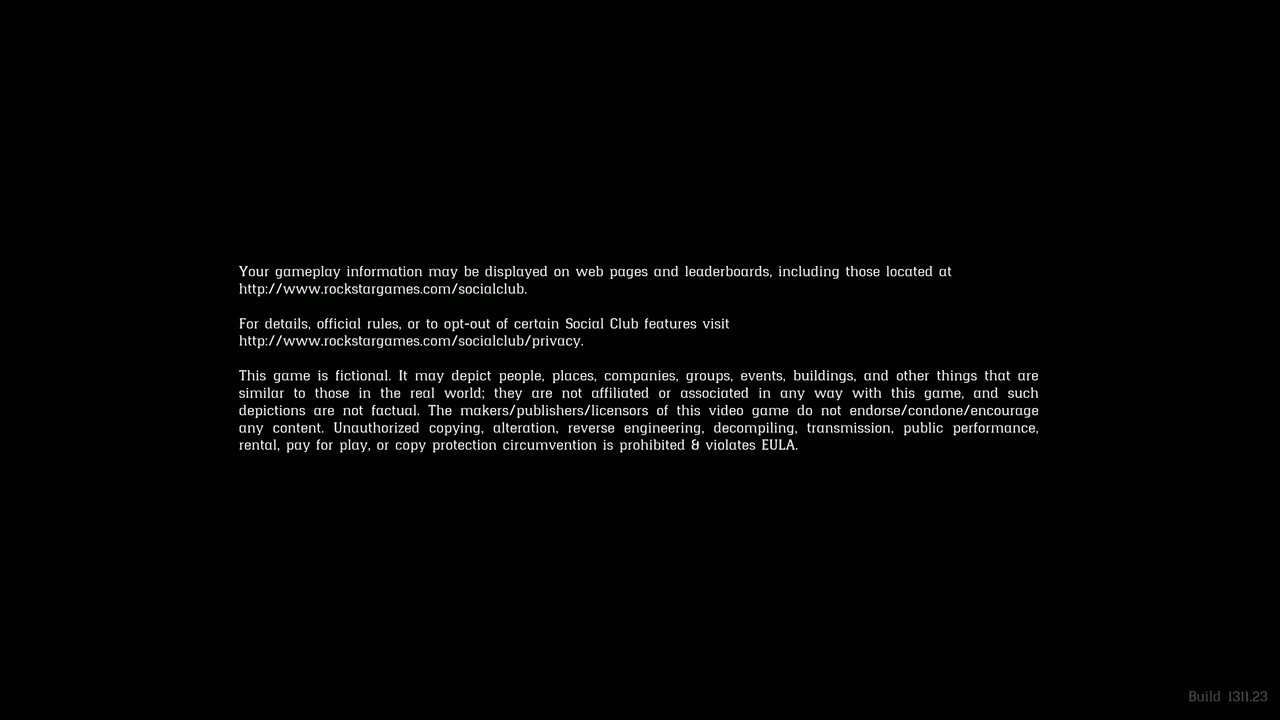 Your gameplay information may be displayed on web pages and leaderboards, including those located at
http://www.rockstargames.com/socialclub.
For details, official rules, or to opt-out of certain Social Club features visit
http://www.rockstargames.com/socialclub/privacy.
This game is fictional. It may depict people, places, companies, groups, events, buildings, and other things that are
similar to those in the real world; they are not affiliated or associated in any way with this game, and such
depictions are not factual. The makers/publishers/licensors of this video game do not endorse/condone/encourage
any content. Unauthorized copying, alteration, reverse engineering, decompiling, transmission, public performance,
rental, pay for play, or copy protection circumvention is prohibited & violates EULA.
Build 1311.23